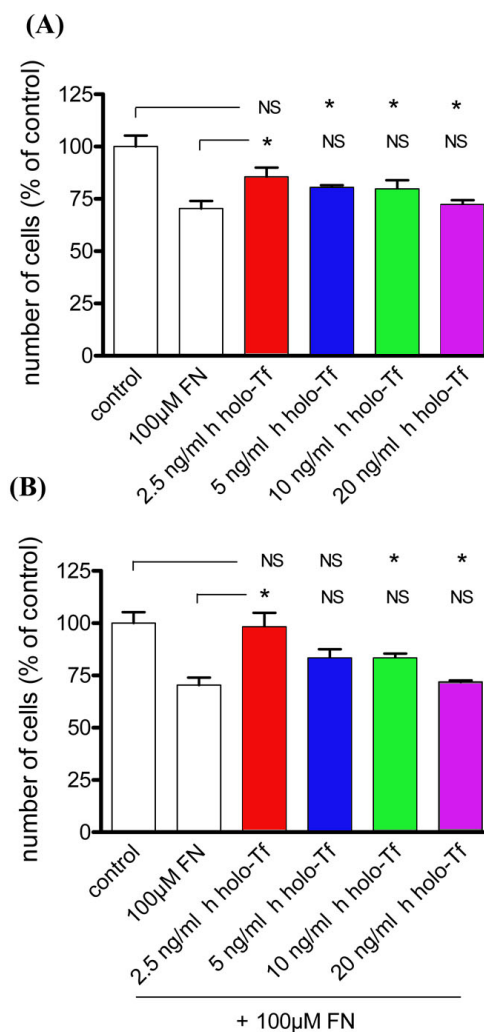 (A)
number of cells (% of control)
125
100
75
50
25
0
NS * * *
* NS NS NS
control
100µM FN
2.5 ng/ml h holo-Tf
5 ng/ml h holo-Tf
10 ng/ml h holo-Tf
20 ng/ml h holo-Tf
(B)
number of cells (% of control)
125
100
75
50
25
0
NS NS * *
* NS NS NS
control
100µM FN
2.5 ng/ml h holo-Tf
5 ng/ml h holo-Tf
10 ng/ml h holo-Tf
20 ng/ml h holo-Tf
+ 100µM FN